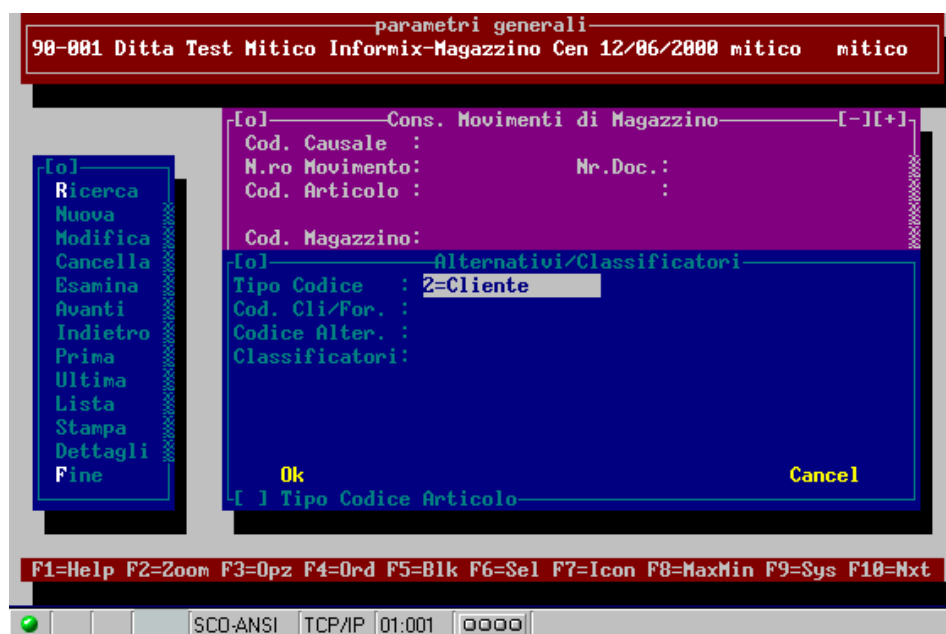 parametri generali
90-001 Ditta Test Mitico Informix-Magazzino Cen 12/06/2000 mitico mitico
[o] Cons. Movimenti di Magazzino [-][+]
Cod. Causale :
N.ro Movimento: Nr.Doc.:
Cod. Articolo : :
Cod. Magazzino:
[o]
Ricerca
Nuova
Modifica
Cancella
Esamina
Avanti
Indietro
Prima
Ultima
Lista
Stampa
Dettagli
Fine
[o] Alternativi/Classificatori
Tipo Codice : 2=Cliente
Cod. Cli/For. :
Codice Alter. :
Classificatori:
Ok Cancel
[ ] Tipo Codice Articolo
F1=Help F2=Zoom F3=Opz F4=Ord F5=Blk F6=Sel F7=Icon F8=MaxMin F9=Sys F10=Nxt
SCO-ANSI TCP/IP 01:001